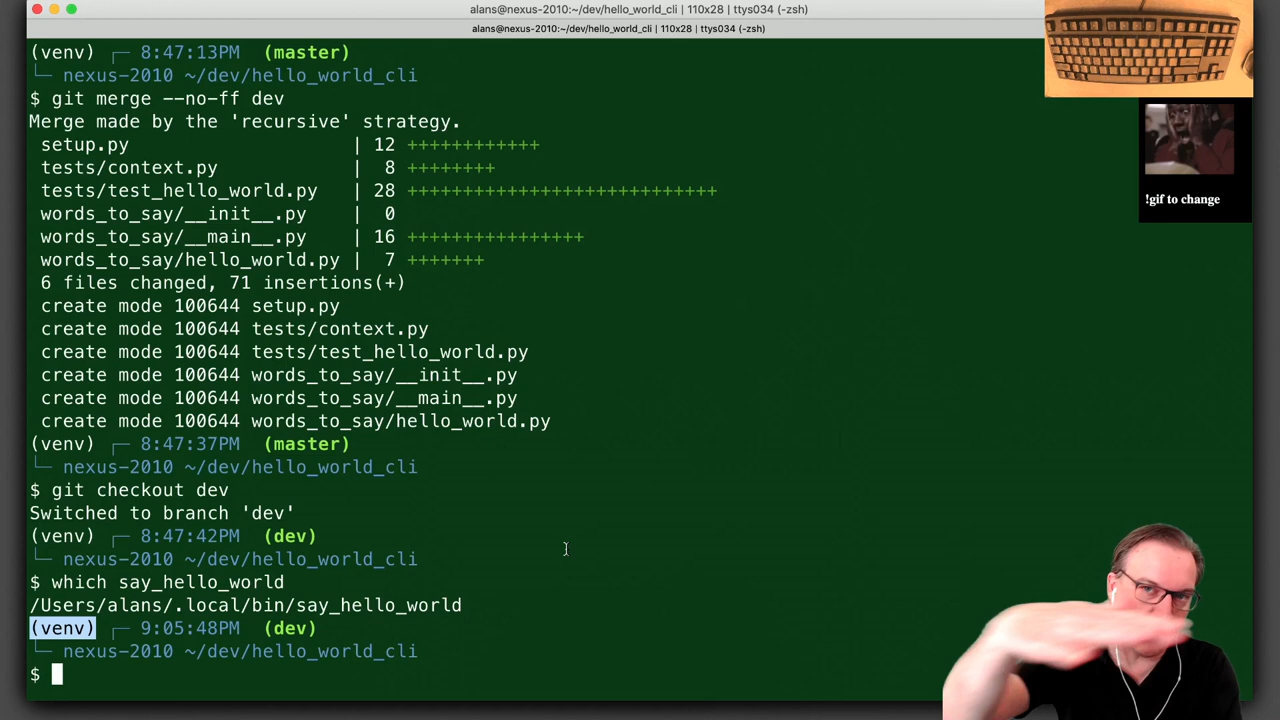 alans@nexus-2010:~/dev/hello_world_cli | 110x28 | ttys034 (-zsh)
alans@nexus-2010:~/dev/hello_world_cli | 110x28 | ttys034 (-zsh)
(venv) ┌─ 8:47:13PM  (master)
└─ nexus-2010 ~/dev/hello_world_cli
$ git merge --no-ff dev
Merge made by the 'recursive' strategy.
 setup.py                    | 12 ++++++++++++
 tests/context.py            |  8 ++++++++
 tests/test_hello_world.py   | 28 ++++++++++++++++++++++++++++
 words_to_say/__init__.py    |  0
 words_to_say/__main__.py    | 16 ++++++++++++++++
 words_to_say/hello_world.py |  7 +++++++
 6 files changed, 71 insertions(+)
 create mode 100644 setup.py
 create mode 100644 tests/context.py
 create mode 100644 tests/test_hello_world.py
 create mode 100644 words_to_say/__init__.py
 create mode 100644 words_to_say/__main__.py
 create mode 100644 words_to_say/hello_world.py
(venv) ┌─ 8:47:37PM  (master)
└─ nexus-2010 ~/dev/hello_world_cli
$ git checkout dev
Switched to branch 'dev'
(venv) ┌─ 8:47:42PM  (dev)
└─ nexus-2010 ~/dev/hello_world_cli
$ which say_hello_world
/Users/alans/.local/bin/say_hello_world
(venv) ┌─ 9:05:48PM  (dev)
└─ nexus-2010 ~/dev/hello_world_cli
$
!gif to change